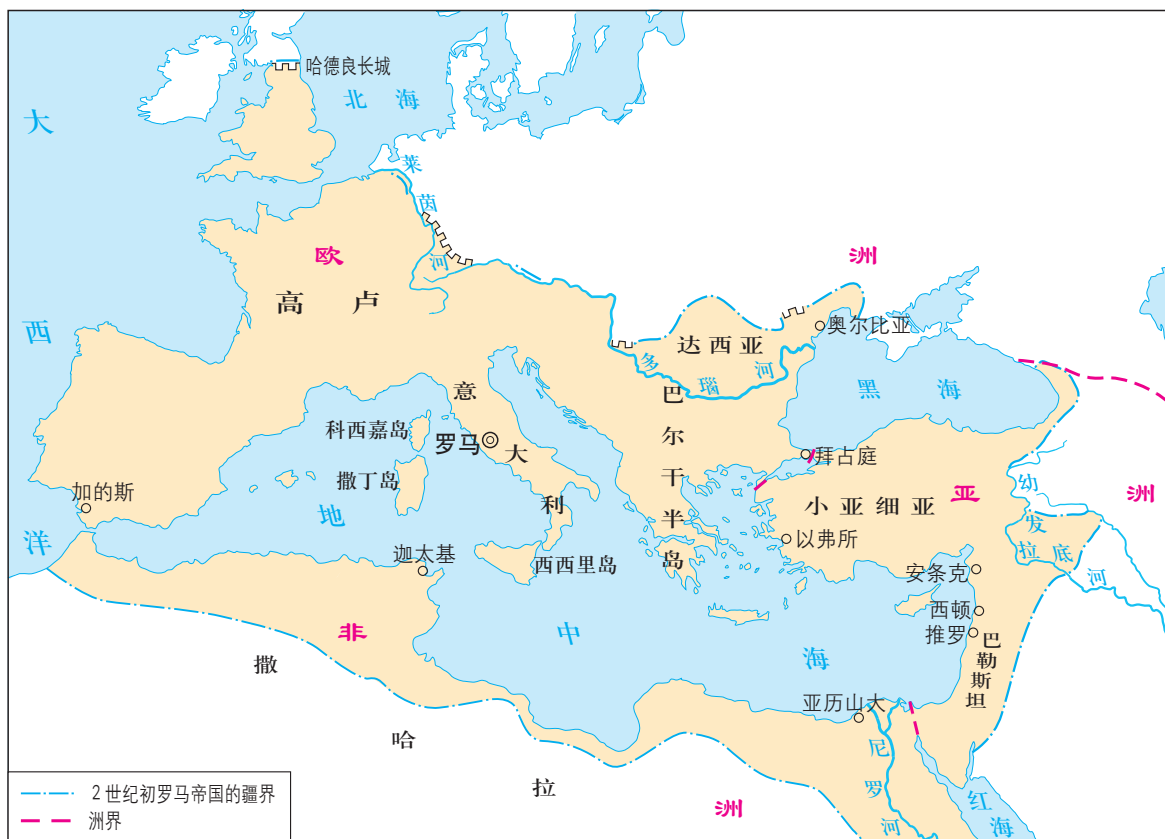 哈德良长城
北海
大西洋
莱茵河
欧洲
高卢
达西亚
奥尔比亚
多瑙河
黑海
意大利
巴尔干半岛
科西嘉岛
罗马
撒丁岛
加的斯
拜古庭
小亚细亚
亚洲
幼发拉底河
以弗所
地中海
迦太基
西西里岛
安条克
西顿
推罗
巴勒斯坦
非洲
撒哈拉
亚历山大
尼罗河
红海
2世纪初罗马帝国的疆界
洲界